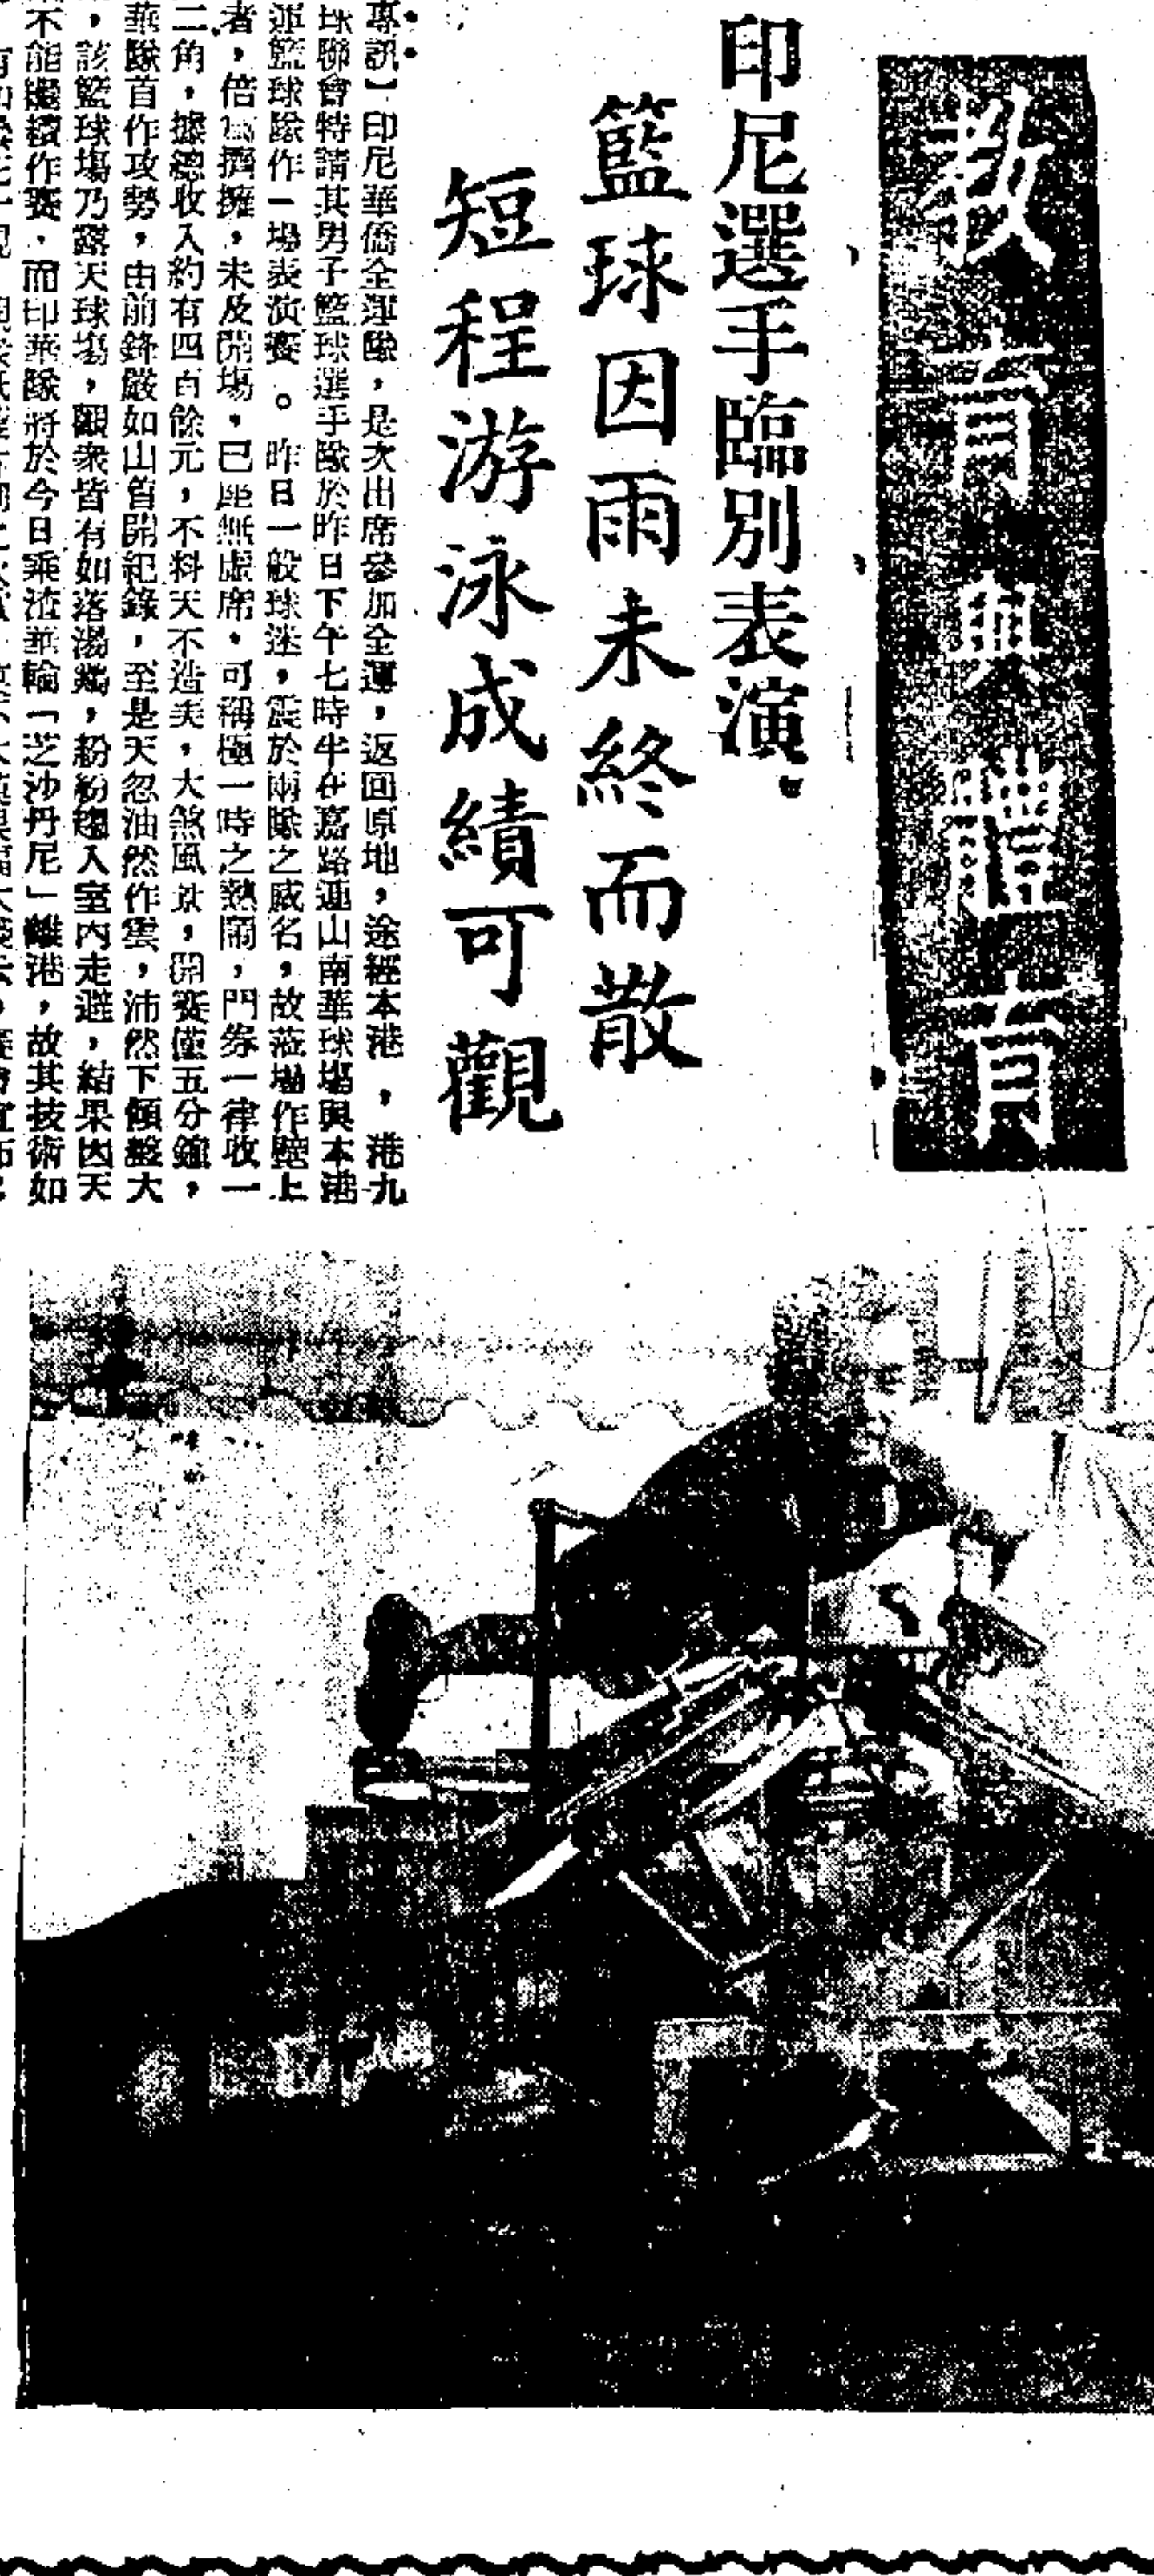 教育與體育
印尼選手臨別表演
籃球因雨未終而散
短程游泳成績可觀
專訊】印尼華僑全運隊，是次出席參加全運，返回原地，途經本港，港九
球聯會特請其男子籃球選手隊於昨日下午七時半在嘉路連山南華球場與本港
運籃球隊作一場表演賽。昨日一般球迷，震於兩隊之威名，故蒞場作壁上
者，倍爲擠擁，未及開場，已座無虛席，可稱極一時之熱鬧，門券一律收一
二角，據總收入約有四百餘元，不料天不造美，大煞風景，開賽僅五分鐘，
華隊首作攻勢，由前鋒嚴如山首開紀錄，至是天忽油然作雲，沛然下傾盤大
，該籃球場乃露天球場，觀衆皆有如落湯鷄，紛紛趨入室內走避，結果因天
不能繼續作賽，而印華隊將於今日乘渣華輪「芝沙丹尼」離港，故其技術如